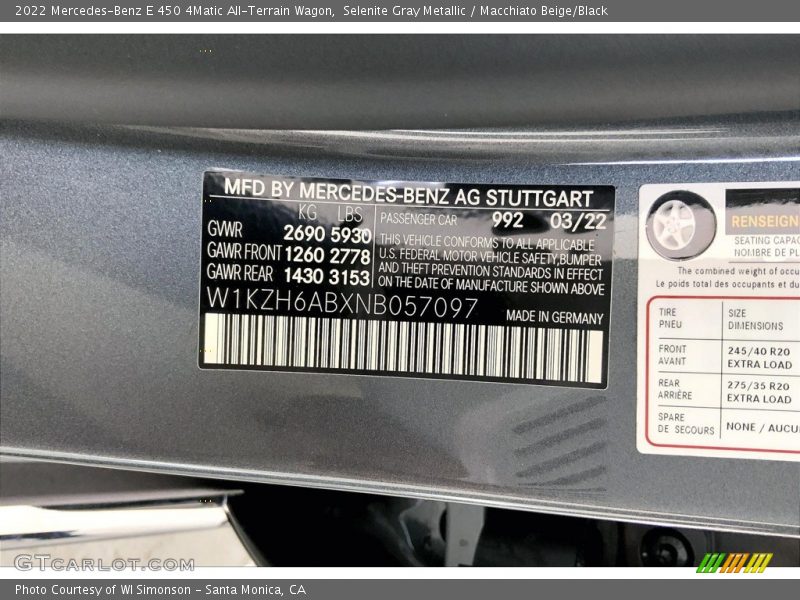 2022 Mercedes-Benz E 450 4Matic All-Terrain Wagon, Selenite Gray Metallic / Macchiato Beige/Black
MFD BY MERCEDES-BENZ AG STUTTGART
KG LBS
GVWR 2690 5930
GAWR FRONT 1260 2778
GAWR REAR 1430 3153
PASSENGER CAR 992 03/22
THIS VEHICLE CONFORMS TO ALL APPLICABLE
U.S. FEDERAL MOTOR VEHICLE SAFETY, BUMPER
AND THEFT PREVENTION STANDARDS IN EFFECT
ON THE DATE OF MANUFACTURE SHOWN ABOVE
W1KZH6ABXNB057097
MADE IN GERMANY
RENSEIGN
SEATING CAPAC
NOMBRE DE PL
The combined weight of occu
Le poids total des occupants et du
TIRE SIZE
PNEU DIMENSIONS
FRONT 245/40 R20
AVANT EXTRA LOAD
REAR 275/35 R20
ARRIÈRE EXTRA LOAD
SPARE
DE SECOURS NONE / AUCU
GTCARLOT.COM
Photo Courtesy of WI Simonson - Santa Monica, CA